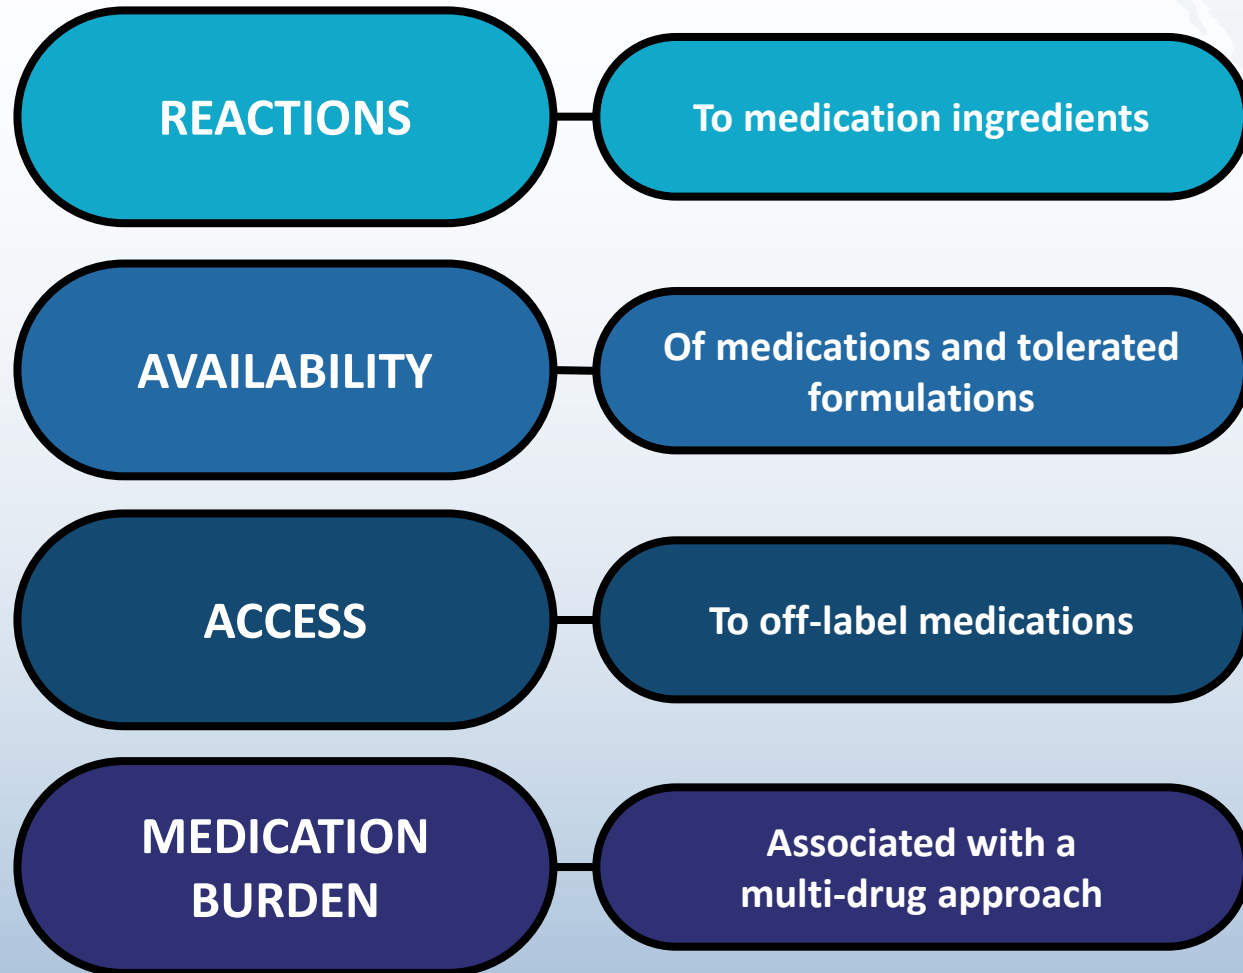 REACTIONS
To medication ingredients
AVAILABILITY
Of medications and tolerated
formulations
ACCESS
To off-label medications
MEDICATION
BURDEN
Associated with a
multi-drug approach